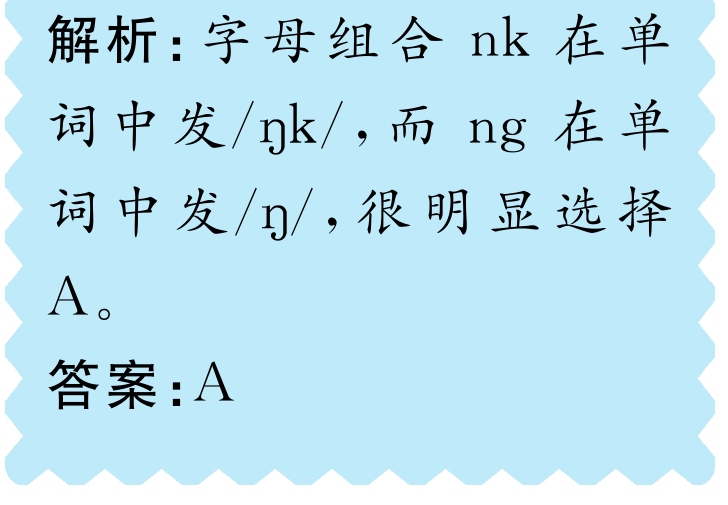 解析:字母组合 nk 在单
词中发/ŋk/,而 ng 在单
词中发/ŋ/,很明显选择
A。
答案:A